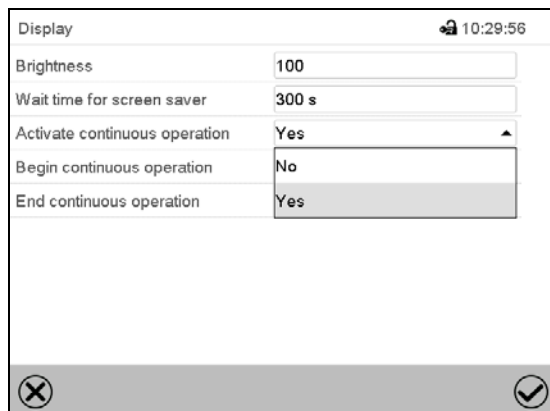 Display 10:29:56
Brightness 100
Wait time for screen saver 300 s
Activate continuous operation Yes
Begin continuous operation No
End continuous operation Yes